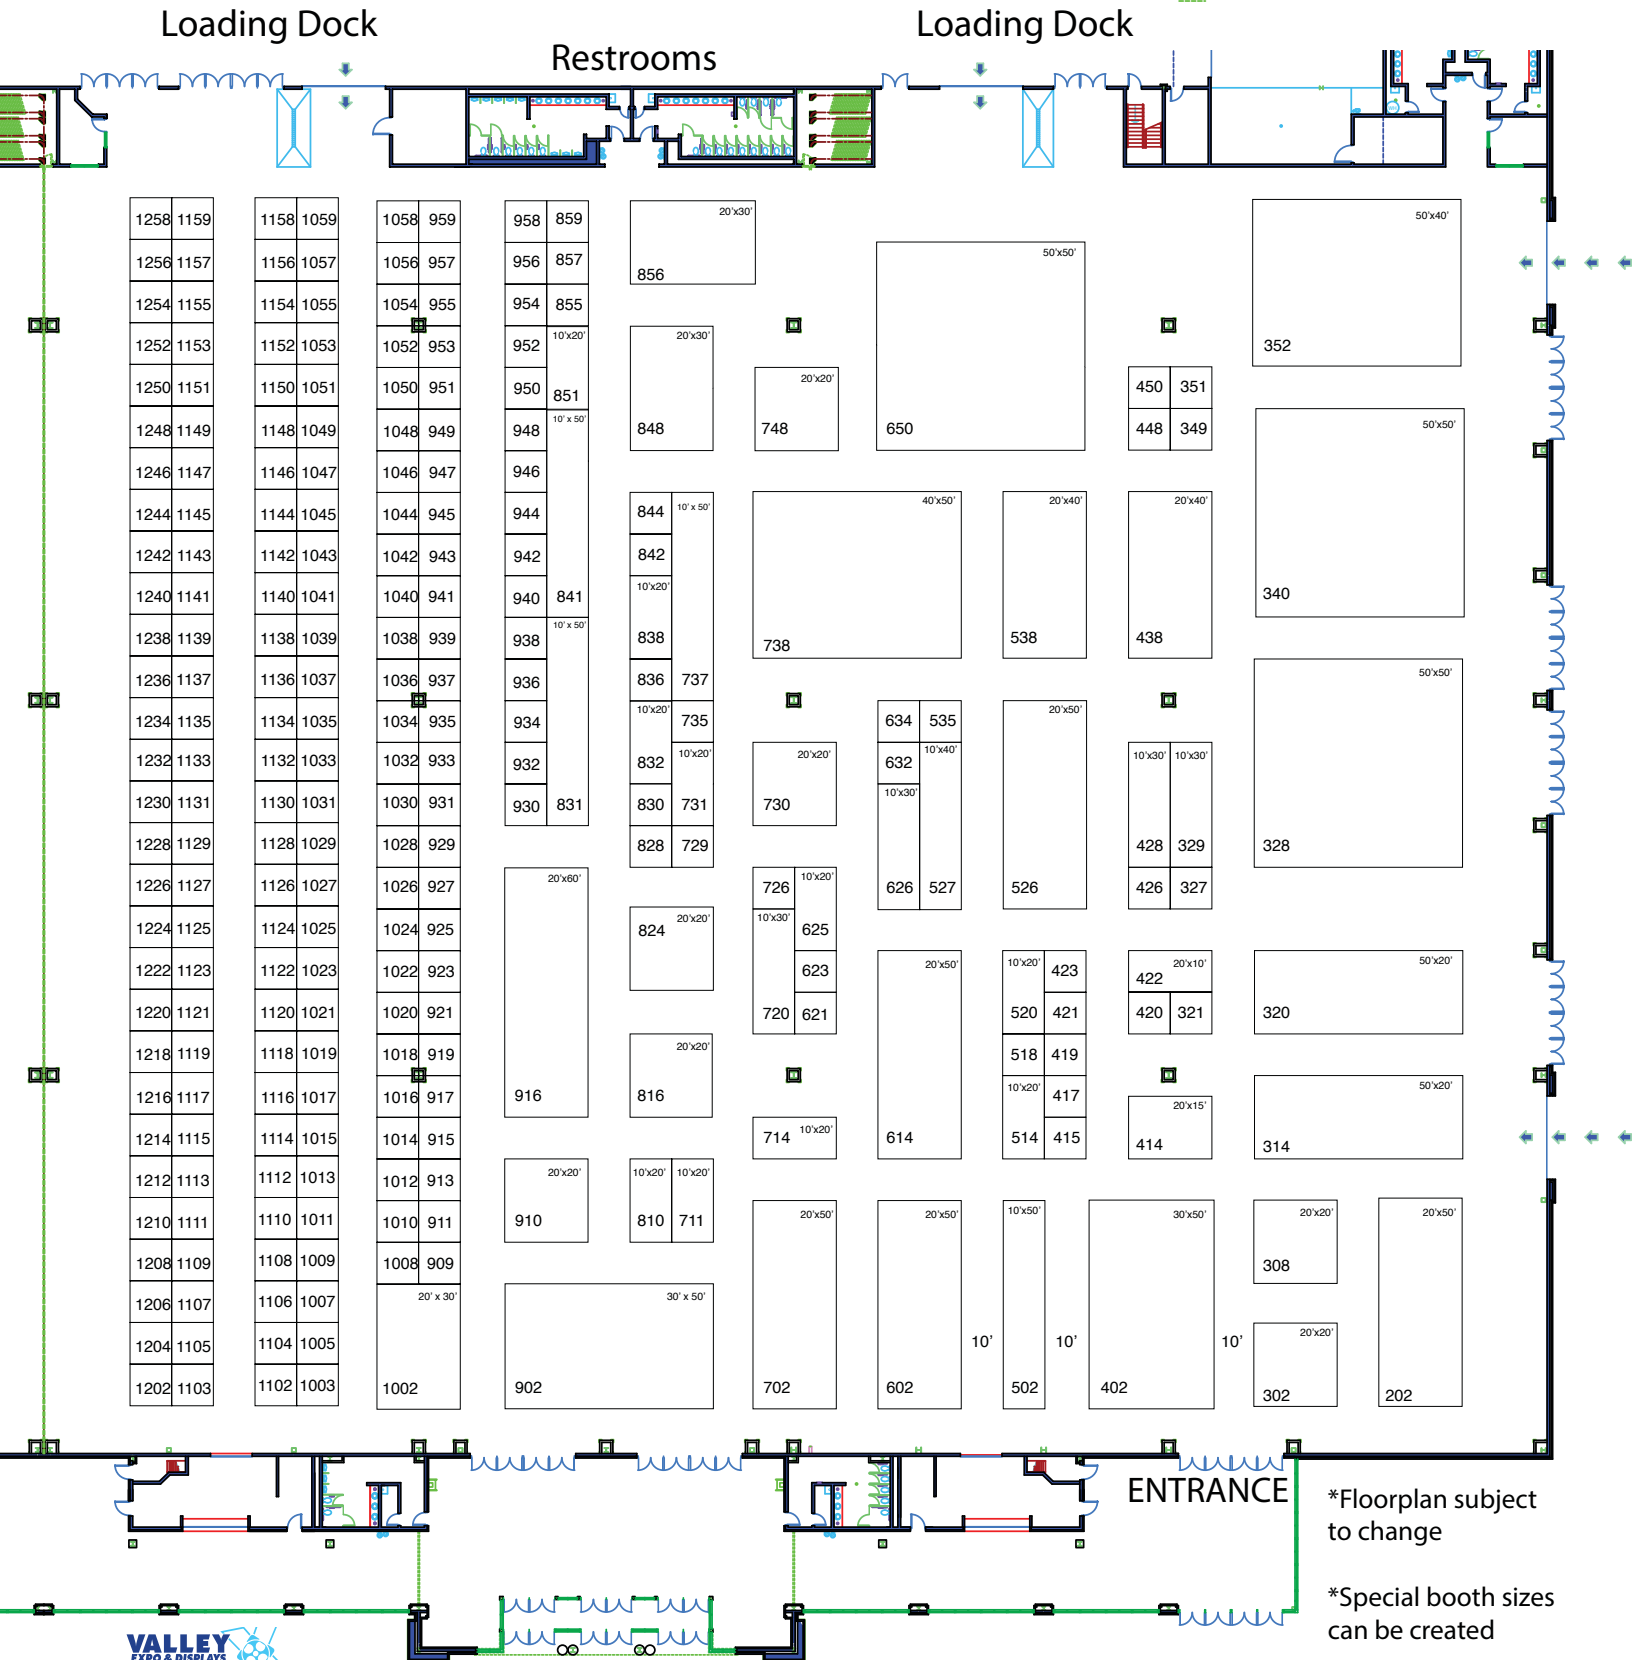 Loading Dock
Loading Dock
Restrooms
1258 1159
1256 1157
1254 1155
1252 1153
1250 1151
1248 1149
1246 1147
1244 1145
1242 1143
1240 1141
1238 1139
1236 1137
1234 1135
1232 1133
1230 1131
1228 1129
1226 1127
1224 1125
1222 1123
1220 1121
1218 1119
1216 1117
1214 1115
1212 1113
1210 1111
1208 1109
1206 1107
1204 1105
1202 1103
1158 1059
1156 1057
1154 1055
1152 1053
1150 1051
1148 1049
1146 1047
1144 1045
1142 1043
1140 1041
1138 1039
1136 1037
1134 1035
1132 1033
1130 1031
1128 1029
1126 1027
1124 1025
1122 1023
1120 1021
1118 1019
1116 1017
1114 1015
1112 1013
1110 1011
1108 1009
1106 1007
1104 1005
1102 1003
1058 959
1056 957
1054 955
1052 953
1050 951
1048 949
1046 947
1044 945
1042 943
1040 941
1038 939
1036 937
1034 935
1032 933
1030 931
1028 929
1026 927
1024 925
1022 923
1020 921
1018 919
1016 917
1014 915
1012 913
1010 911
1008 909
20' x 30'
1002
958 859
956 857
954 855
952 10'x20'
950 851
948 10' x 50'
946
944
942
940 841
938 10' x 50'
936
934
932
930 831
20'x60'
916
20'x20'
910
30' x 50'
902
20'x30'
856
20'x30'
848
20'x20'
748
844 10' x 50'
842
10'x20'
838
836 737
10'x20' 735
832 10'x20'
830 731
828 729
20'x20'
824
20'x20'
816
10'x20' 10'x20'
810 711
50'x50'
650
40'x50'
738
20'x20'
730
726 10'x20'
10'x30'
625
623
720 621
714 10'x20'
20'x50'
702
634 535
632 10'x40'
10'x30'
626 527
20'x50'
614
20'x50'
602
20'x40'
538
20'x50'
526
10'x20' 423
520 421
518 419
10'x20' 417
514 415
10'x50'
502
10'
10'
450 351
448 349
20'x40'
438
10'x30' 10'x30'
428 329
426 327
20'x10'
422
420 321
20'x15'
414
30'x50'
402
10'
50'x40'
352
50'x50'
340
50'x50'
328
50'x20'
320
50'x20'
314
20'x20'
308
20'x20'
302
20'x50'
202
ENTRANCE
*Floorplan subject
to change
*Special booth sizes
can be created
VALLEY
EXPO & DISPLAYS